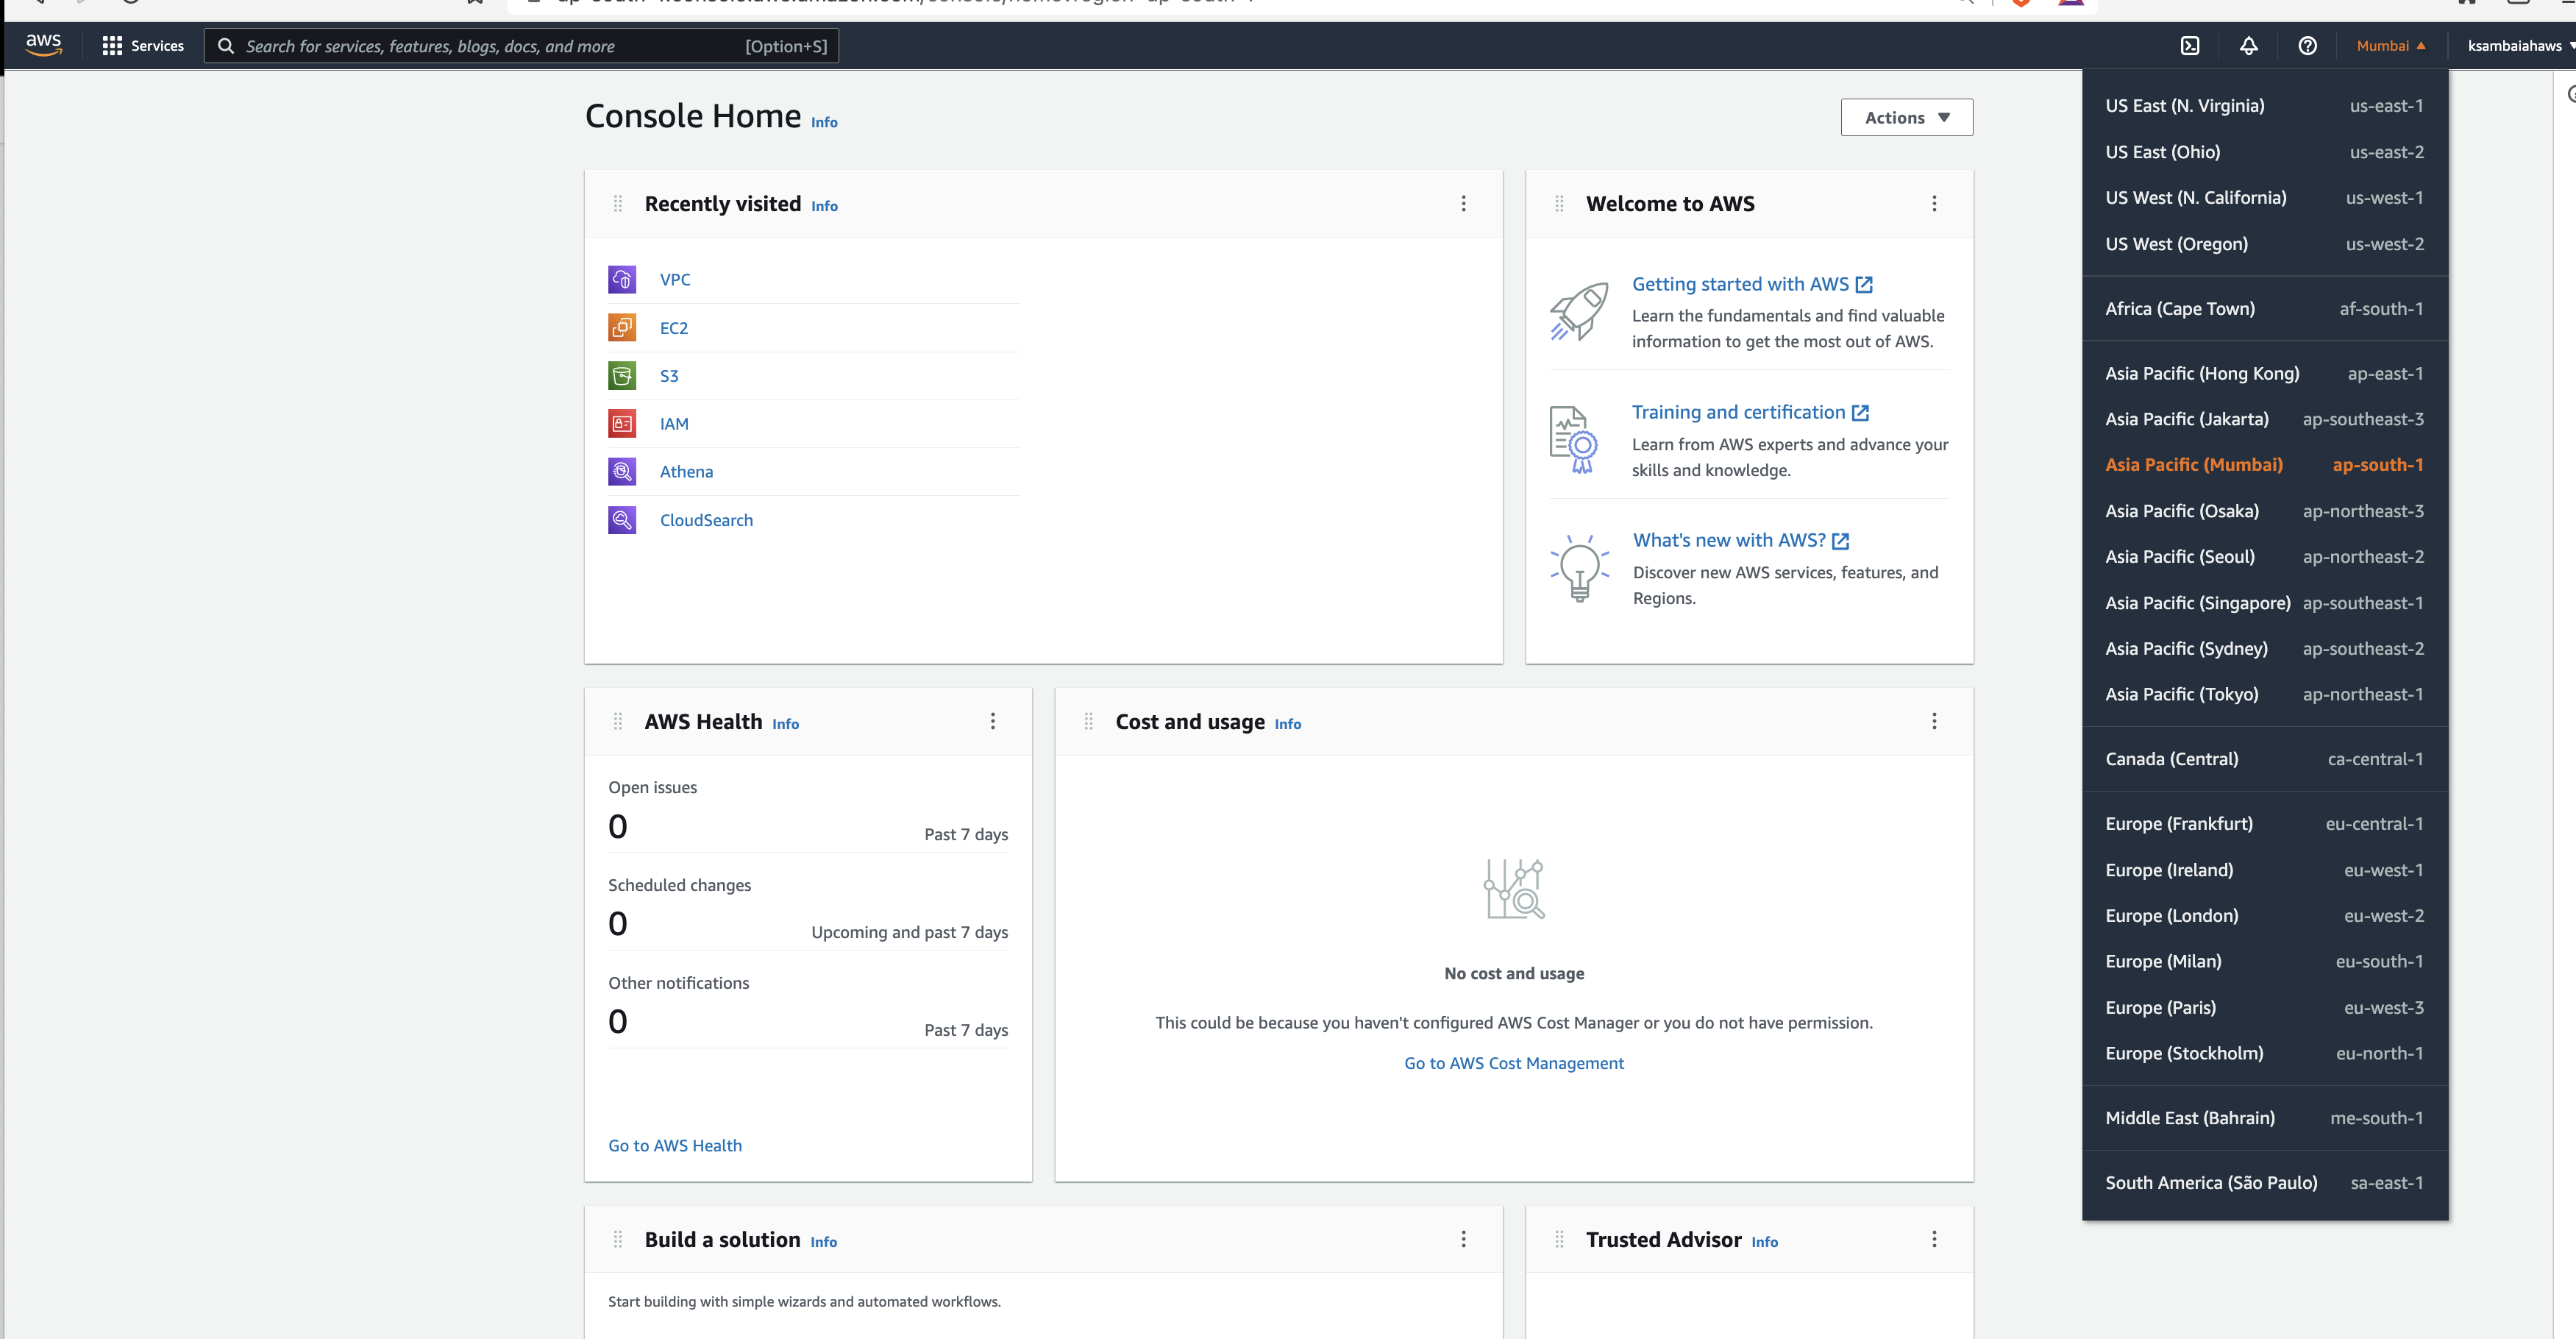 aws
Services
Search for services, features, blogs, docs, and more
[Option+S]
Mumbai
ksambaiahaws
Console Home Info
Actions
Recently visited Info
VPC
EC2
S3
IAM
Athena
CloudSearch
Welcome to AWS
Getting started with AWS
Learn the fundamentals and find valuable
information to get the most out of AWS.
Training and certification
Learn from AWS experts and advance your
skills and knowledge.
What's new with AWS?
Discover new AWS services, features, and
Regions.
AWS Health Info
Open issues
0
Past 7 days
Scheduled changes
0
Upcoming and past 7 days
Other notifications
0
Past 7 days
Go to AWS Health
Cost and usage Info
No cost and usage
This could be because you haven't configured AWS Cost Manager or you do not have permission.
Go to AWS Cost Management
Build a solution Info
Start building with simple wizards and automated workflows.
Trusted Advisor Info
US East (N. Virginia) us-east-1
US East (Ohio) us-east-2
US West (N. California) us-west-1
US West (Oregon) us-west-2
Africa (Cape Town) af-south-1
Asia Pacific (Hong Kong) ap-east-1
Asia Pacific (Jakarta) ap-southeast-3
Asia Pacific (Mumbai) ap-south-1
Asia Pacific (Osaka) ap-northeast-3
Asia Pacific (Seoul) ap-northeast-2
Asia Pacific (Singapore) ap-southeast-1
Asia Pacific (Sydney) ap-southeast-2
Asia Pacific (Tokyo) ap-northeast-1
Canada (Central) ca-central-1
Europe (Frankfurt) eu-central-1
Europe (Ireland) eu-west-1
Europe (London) eu-west-2
Europe (Milan) eu-south-1
Europe (Paris) eu-west-3
Europe (Stockholm) eu-north-1
Middle East (Bahrain) me-south-1
South America (São Paulo) sa-east-1